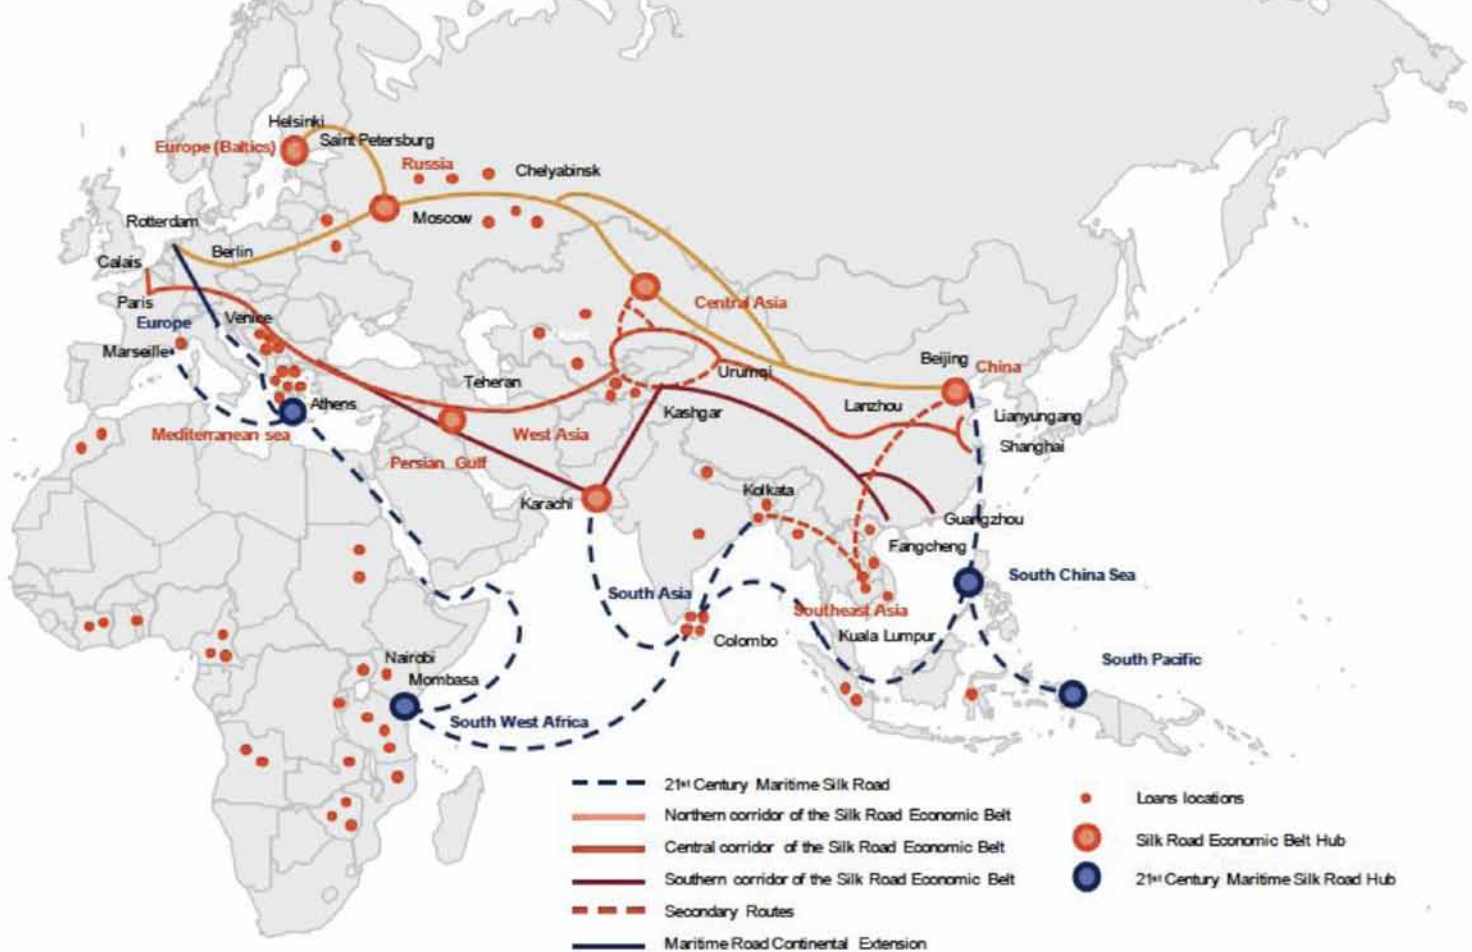 Helsinki
Europe (Baltics)
Saint Petersburg
Russia
Chelyabinsk
Rotterdam
Moscow
Berlin
Calais
Paris
Central Asia
Europe
Venice
Marseille
Beijing
China
Urumqi
Teheran
Athens
Lanzhou
Kashgar
Lianyungang
Mediterranean sea
West Asia
Shanghai
Persian Gulf
Kolkata
Karachi
Guangzhou
Fangcheng
South China Sea
South Asia
Southeast Asia
Colombo
Kuala Lumpur
Nairobi
South Pacific
Mombasa
South West Africa
21st Century Maritime Silk Road
Northern corridor of the Silk Road Economic Belt
Central corridor of the Silk Road Economic Belt
Southern corridor of the Silk Road Economic Belt
Secondary Routes
Maritime Road Continental Extension
Loans locations
Silk Road Economic Belt Hub
21st Century Maritime Silk Road Hub